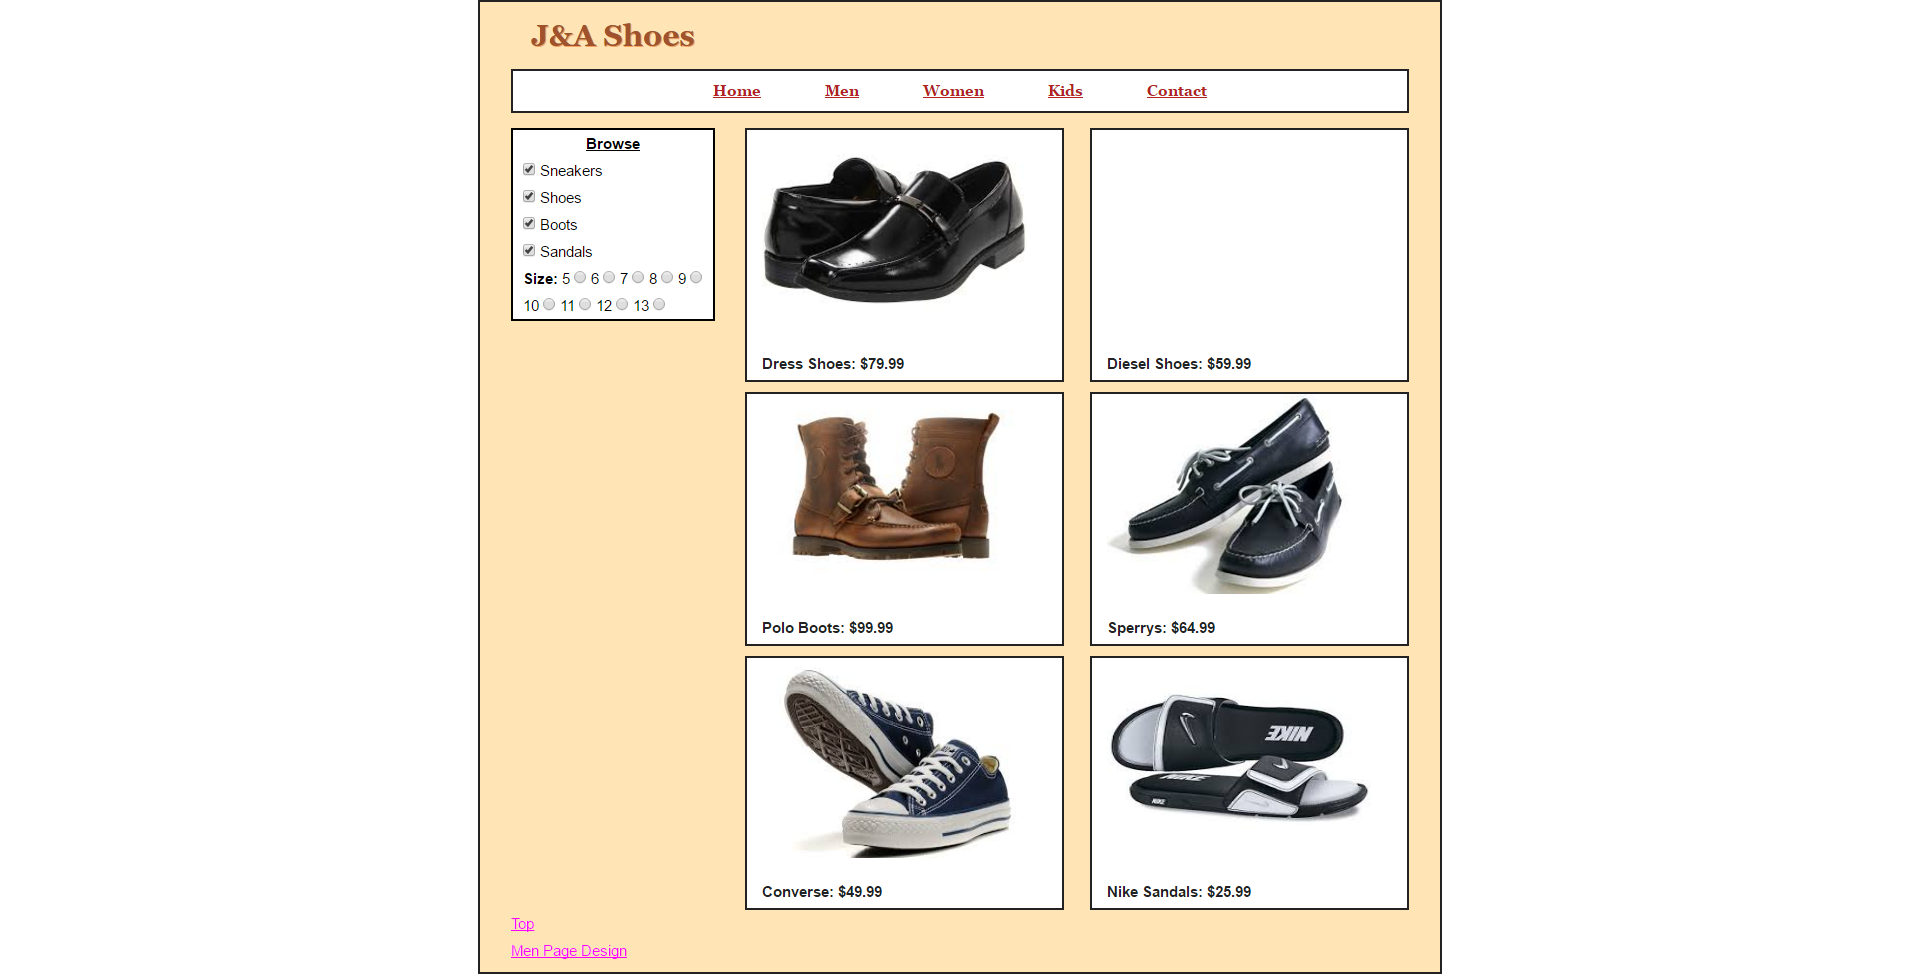 J&A Shoes
Home Men Women Kids Contact
Browse
Sneakers
Shoes
Boots
Sandals
Size: 5 6 7 8 9
10 11 12 13
Dress Shoes: $79.99
Diesel Shoes: $59.99
Polo Boots: $99.99
Sperrys: $64.99
Converse: $49.99
NIKE
NIKE
NIKE
Nike Sandals: $25.99
Top
Men Page Design